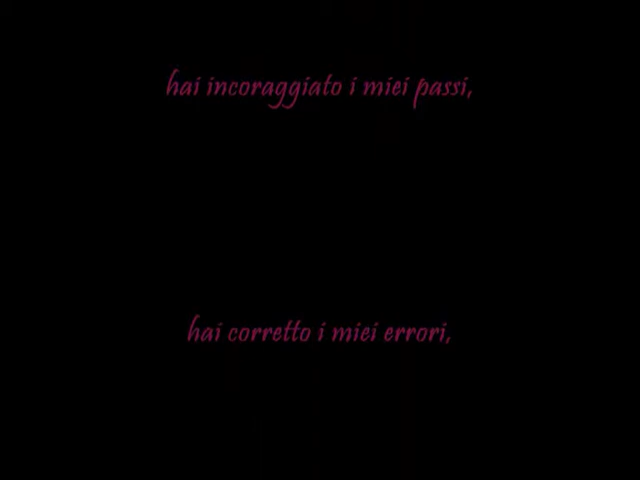 hai incoraggiato i miei passi,
hai corretto i miei errori,